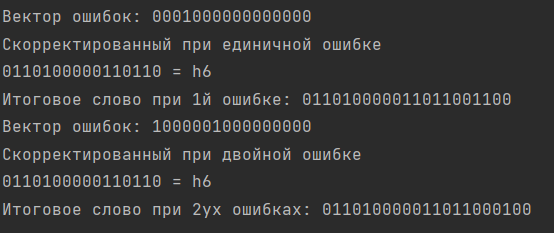 Вектор ошибок: 0001000000000000
Скорректированный при единичной ошибке
0110100000110110 = h6
Итоговое слово при 1й ошибке: 011010000011011001100
Вектор ошибок: 1000001000000000
Скорректированный при двойной ошибке
0110100000110110 = h6
Итоговое слово при 2ух ошибках: 011010000011011000100